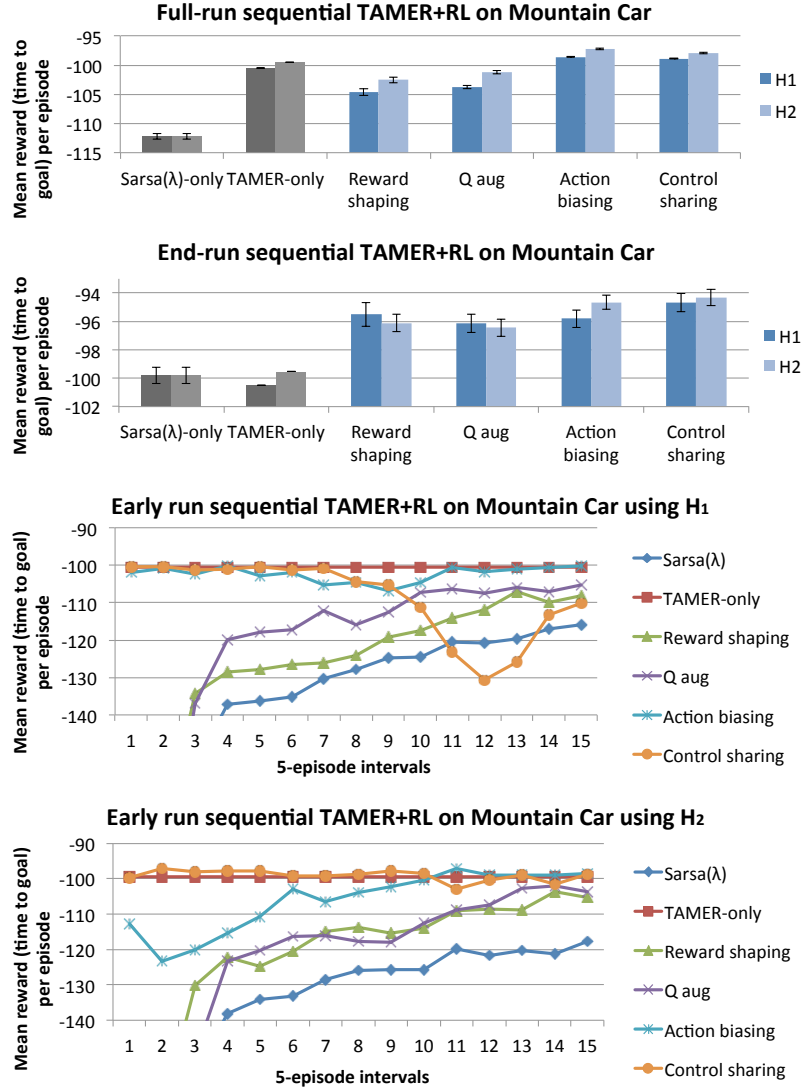 Full-run sequential TAMER+RL on Mountain Car
Mean reward (time to
goal) per episode
-95
-100
-105
-110
-115
Sarsa(λ)-only
TAMER-only
Reward
shaping
Q aug
Action
biasing
Control
sharing
H1
H2
End-run sequential TAMER+RL on Mountain Car
Mean reward (time to
goal) per episode
-94
-96
-98
-100
-102
Sarsa(λ)-only
TAMER-only
Reward
shaping
Q aug
Action
biasing
Control
sharing
H1
H2
Early run sequential TAMER+RL on Mountain Car using H1
Mean reward (time to goal)
per episode
-90
-100
-110
-120
-130
-140
1 2 3 4 5 6 7 8 9 10 11 12 13 14 15
5-episode intervals
Sarsa(λ)
TAMER-only
Reward shaping
Q aug
Action biasing
Control sharing
Early run sequential TAMER+RL on Mountain Car using H2
Mean reward (time to goal)
per episode
-90
-100
-110
-120
-130
-140
1 2 3 4 5 6 7 8 9 10 11 12 13 14 15
5-episode intervals
Sarsa(λ)
TAMER-only
Reward shaping
Q aug
Action biasing
Control sharing